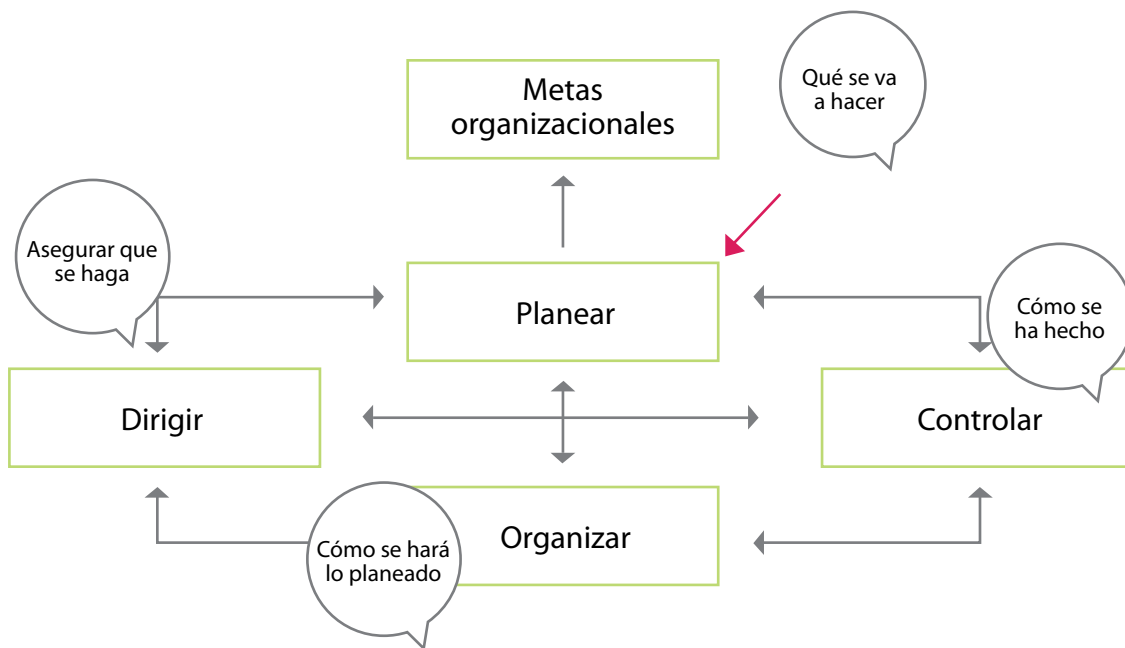 Metas
organizacionales
Qué se va
a hacer
Asegurar que
se haga
Planear
Cómo se
ha hecho
Dirigir
Controlar
Cómo se hará
lo planeado
Organizar